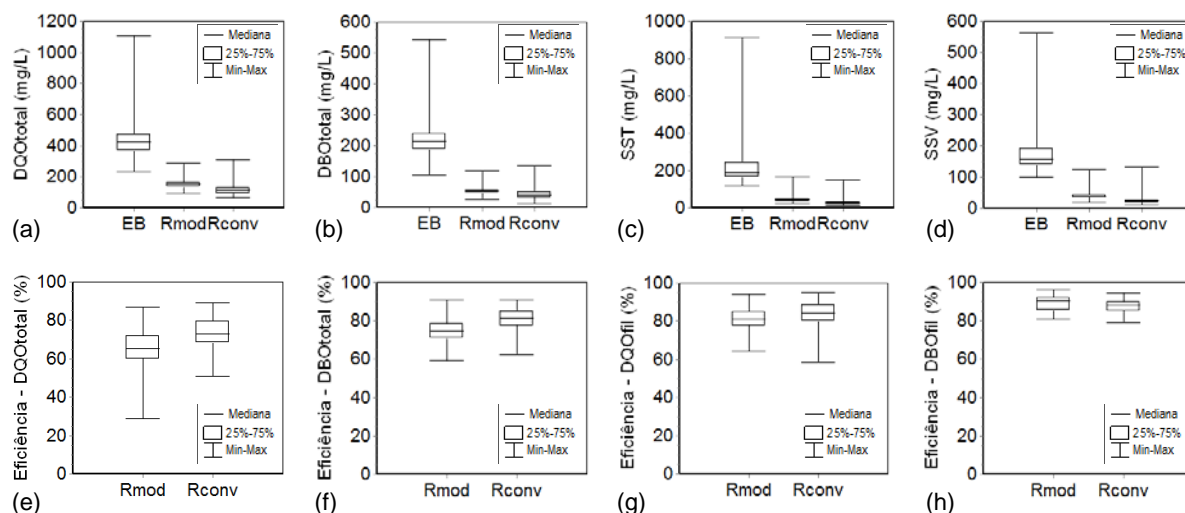 DQOtotal (mg/L)
1200
1000
800
600
400
200
0
Mediana
25%-75%
Min-Max
EB Rmod Rconv
(a)
DBOtotal (mg/L)
600
500
400
300
200
100
0
Mediana
25%-75%
Min-Max
EB Rmod Rconv
(b)
SST (mg/L)
1000
800
600
400
200
0
Mediana
25%-75%
Min-Max
EB Rmod Rconv
(c)
SSV (mg/L)
600
500
400
300
200
100
0
Mediana
25%-75%
Min-Max
EB Rmod Rconv
(d)
Eficiência - DQOtotal (%)
100
80
60
40
20
0
Mediana
25%-75%
Min-Max
Rmod Rconv
(e)
Eficiência - DBOtotal (%)
100
80
60
40
20
0
Mediana
25%-75%
Min-Max
Rmod Rconv
(f)
Eficiência - DQOfil (%)
100
80
60
40
20
0
Mediana
25%-75%
Min-Max
Rmod Rconv
(g)
Eficiência - DBOfil (%)
100
80
60
40
20
0
Mediana
25%-75%
Min-Max
Rmod Rconv
(h)